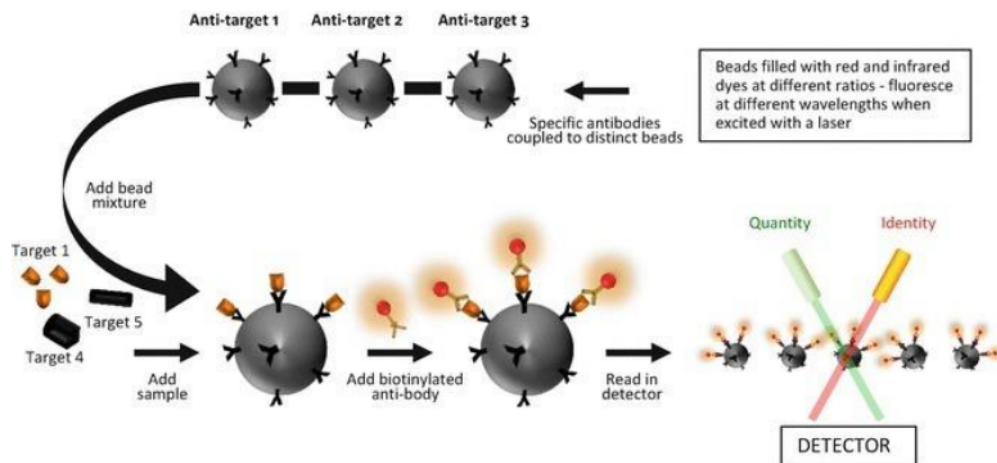 Anti-target 1 Anti-target 2 Anti-target 3
Beads filled with red and infrared
dyes at different ratios - fluoresce
at different wavelengths when
excited with a laser
Specific antibodies
coupled to distinct beads
Add bead
mixture
Target 1
Target 5
Target 4
Add
sample
Add biotinylated
anti-body
Read in
detector
Quantity
Identity
DETECTOR